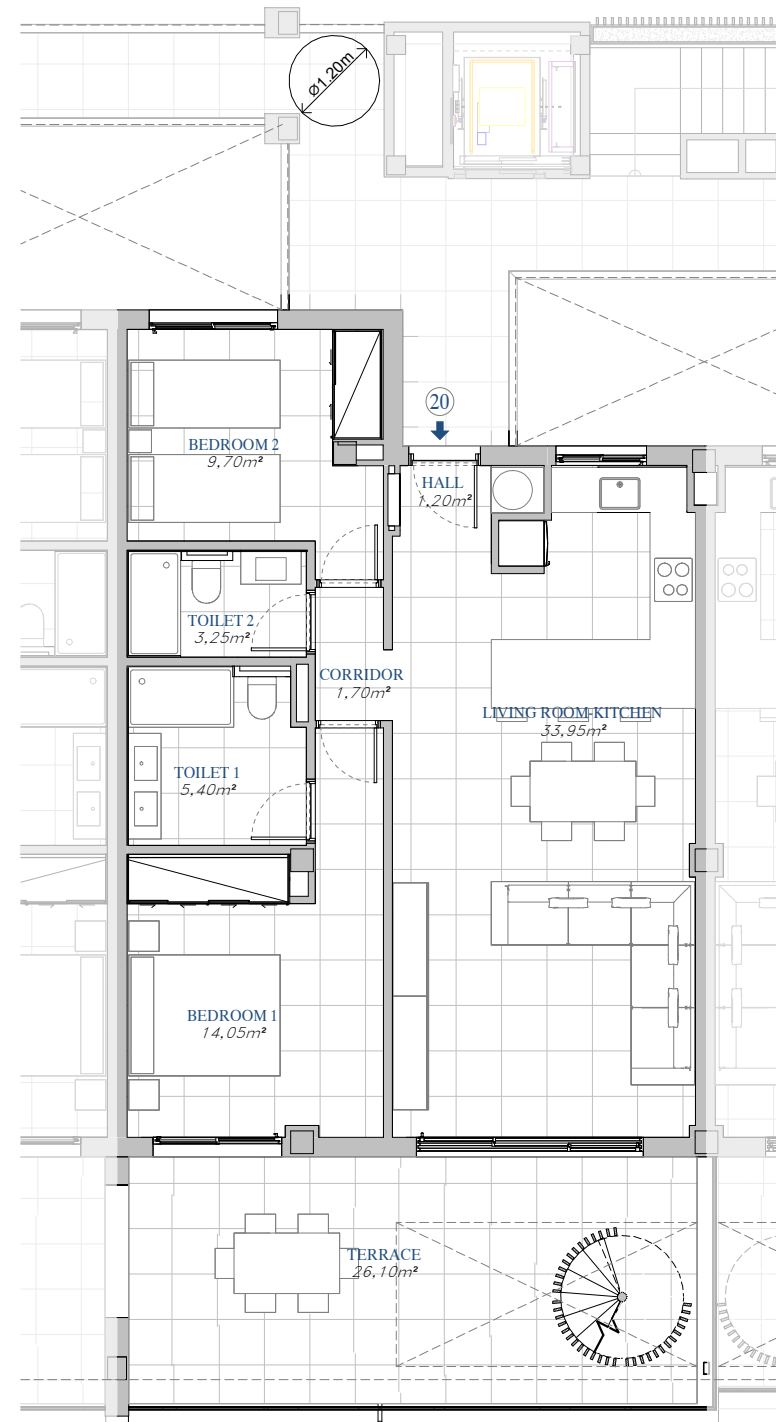 Ø1.20m
20
BEDROOM 2
9,70m²
HALL
1,20m²
TOILET 2
3,25m²
CORRIDOR
1,70m²
LIVING ROOM-KITCHEN
33,95m²
TOILET 1
5,40m²
BEDROOM 1
14,05m²
TERRACE
26,10m²